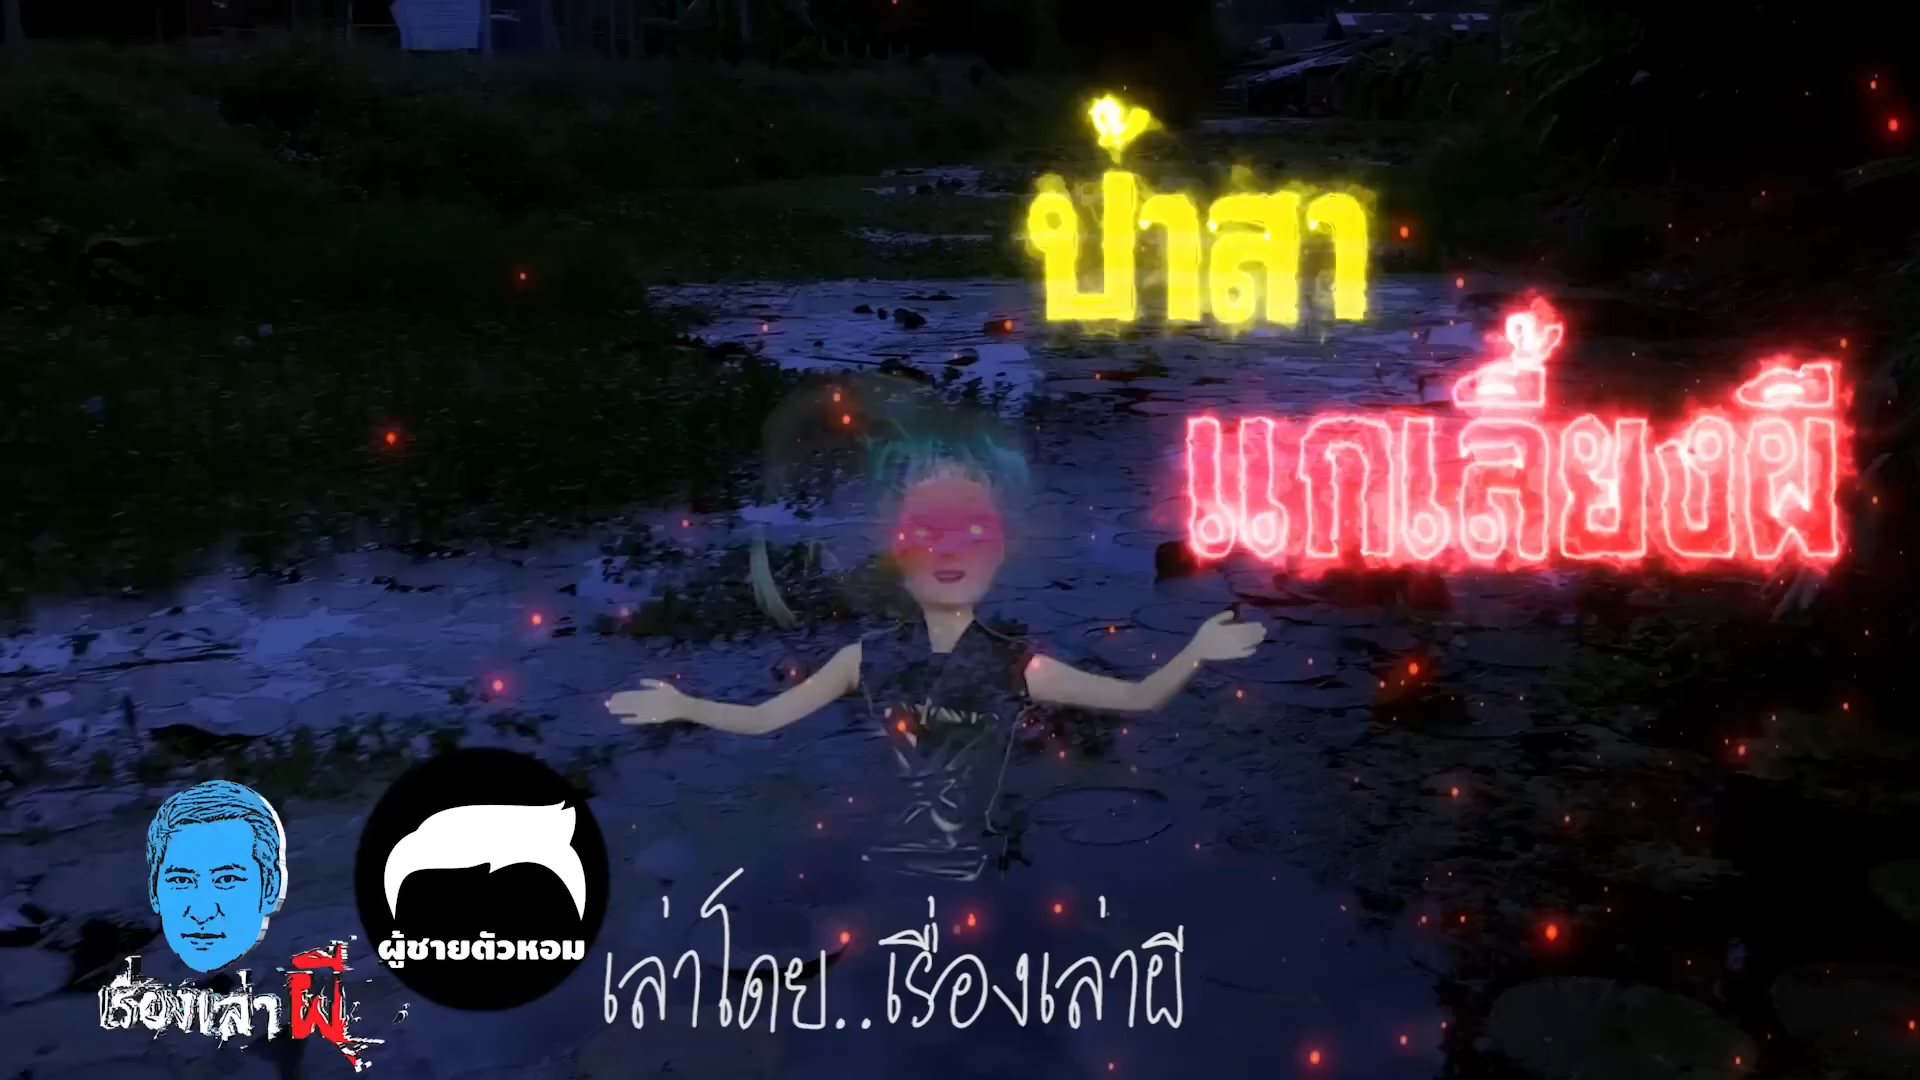 ป้าสา
แกเลี้ยงผี
ผู้ชายตัวหอม
เรื่องเล่าผี
เล่าโดย..เรื่องเล่าผี